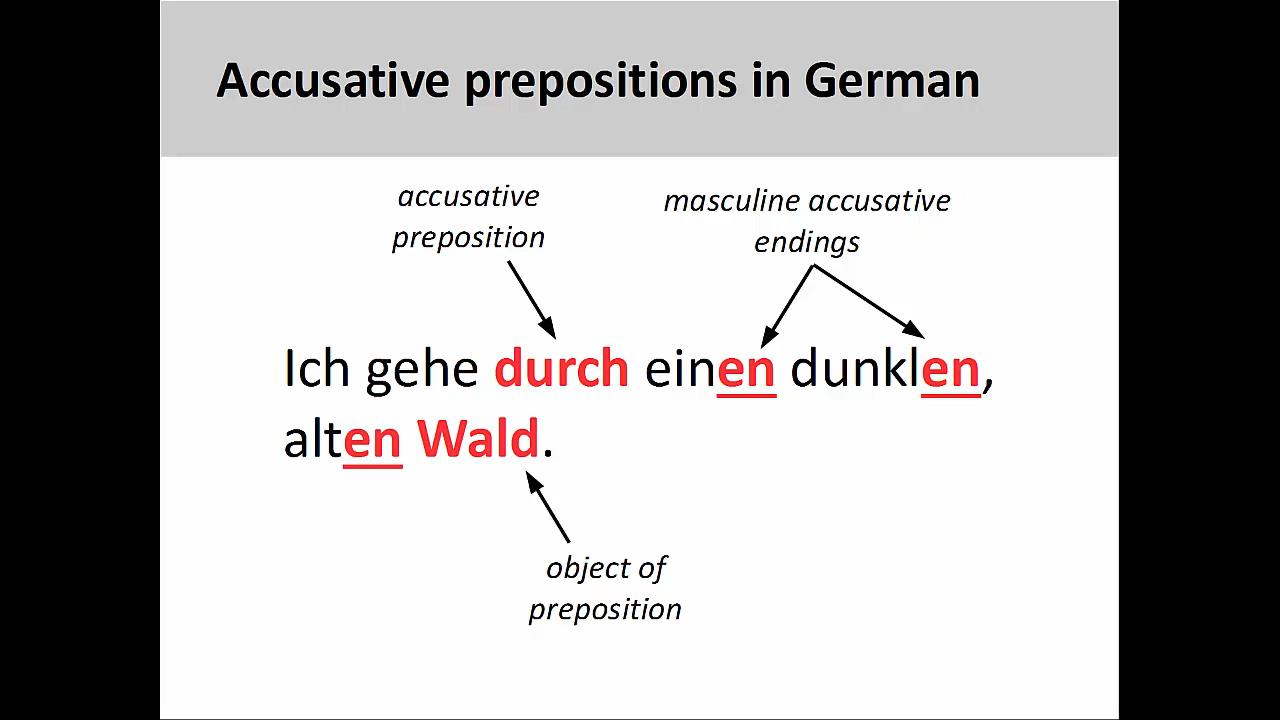 Accusative prepositions in German
accusative
preposition
masculine accusative
endings
Ich gehe durch einen dunklen,
alten Wald.
object of
preposition